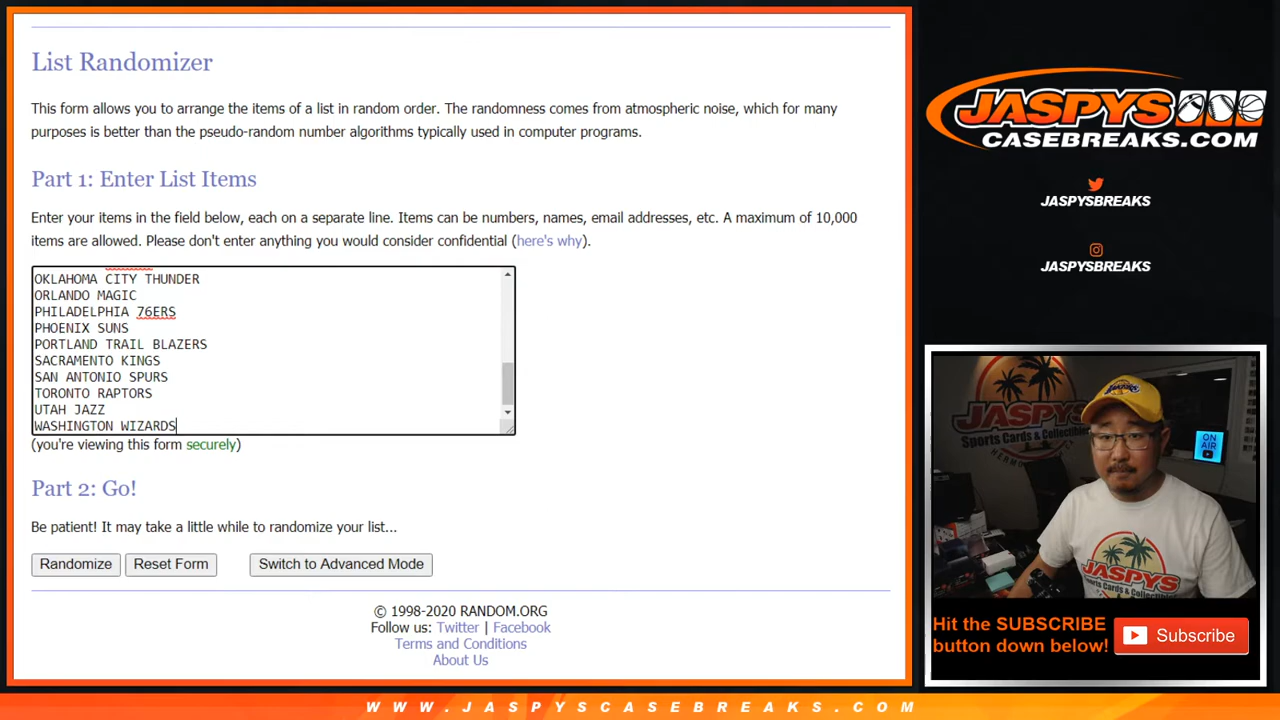 List Randomizer
This form allows you to arrange the items of a list in random order. The randomness comes from atmospheric noise, which for many
purposes is better than the pseudo-random number algorithms typically used in computer programs.
Part 1: Enter List Items
Enter your items in the field below, each on a separate line. Items can be numbers, names, email addresses, etc. A maximum of 10,000
items are allowed. Please don't enter anything you would consider confidential (here's why).
OKLAHOMA CITY THUNDER
ORLANDO MAGIC
PHILADELPHIA 76ERS
PHOENIX SUNS
PORTLAND TRAIL BLAZERS
SACRAMENTO KINGS
SAN ANTONIO SPURS
TORONTO RAPTORS
UTAH JAZZ
WASHINGTON WIZARDS
(you're viewing this form securely)
Part 2: Go!
Be patient! It may take a little while to randomize your list...
Randomize Reset Form Switch to Advanced Mode
© 1998-2020 RANDOM.ORG
Follow us: Twitter | Facebook
Terms and Conditions
About Us
JASPYS
CASEBREAKS.COM
JASPYSBREAKS
JASPYSBREAKS
JASPYS
Sports Cards & Collectibles
ON
AIR
JASPYS
Hit the SUBSCRIBE
button down below!
Subscribe
WWW.JASPYSCASEBREAKS.COM